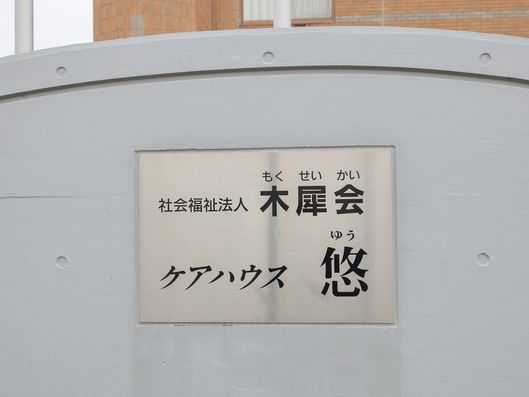 もく せい かい
社会福祉法人 木犀会
ゆう
ケアハウス 悠